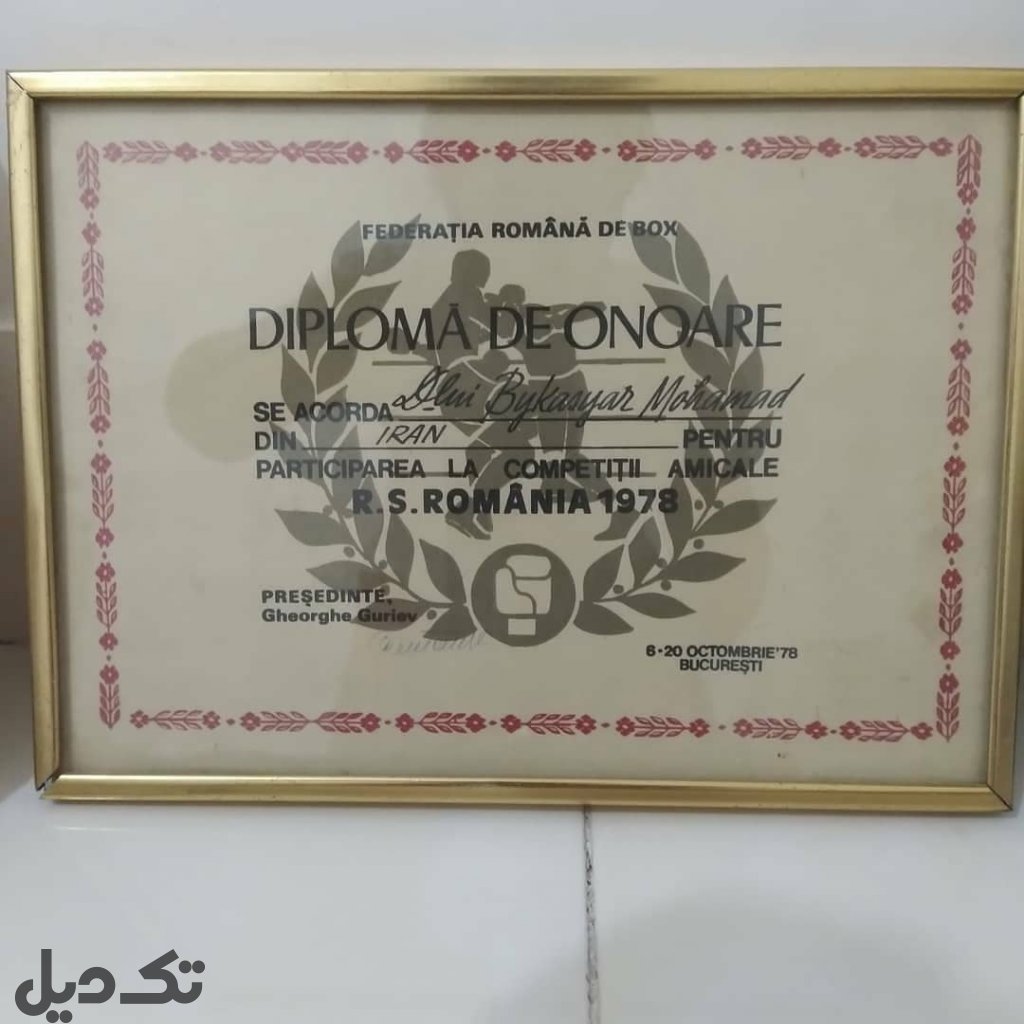 FEDERAȚIA ROMÂNĂ DE BOX
DIPLOMĂ DE ONOARE
SE ACORDA Dlui Bykasyar Mohamad
DIN IRAN PENTRU
PARTICIPAREA LA COMPETIȚII AMICALE
R.S.ROMÂNIA 1978
PREȘEDINTE,
Gheorghe Guriev
6-20 OCTOMBRIE'78
BUCUREȘTI
تک دیل